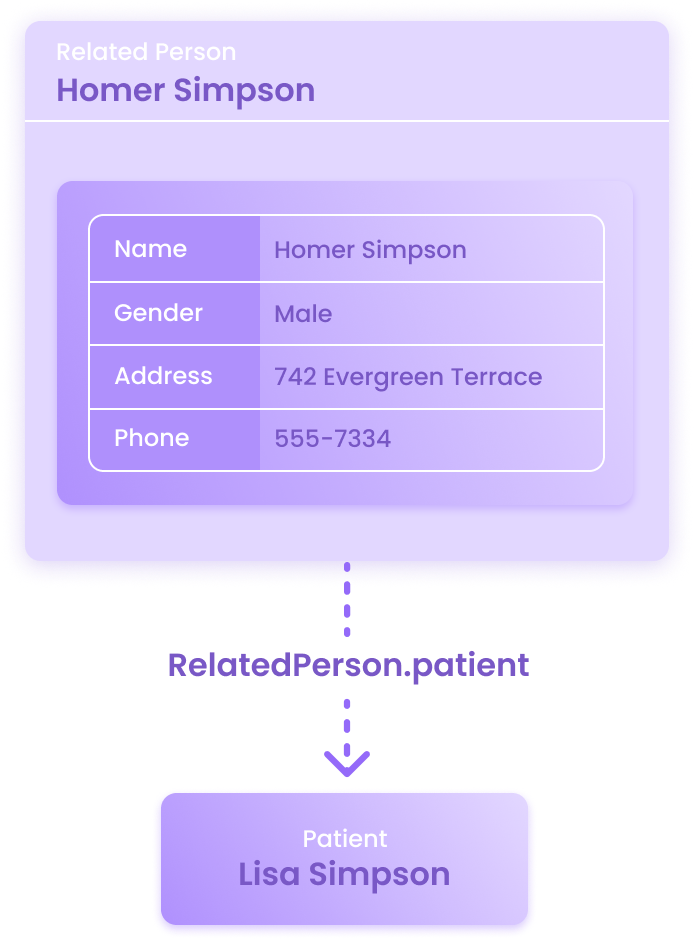 Related Person
Homer Simpson
Name Homer Simpson
Gender Male
Address 742 Evergreen Terrace
Phone 555-7334
RelatedPerson.patient
Patient
Lisa Simpson